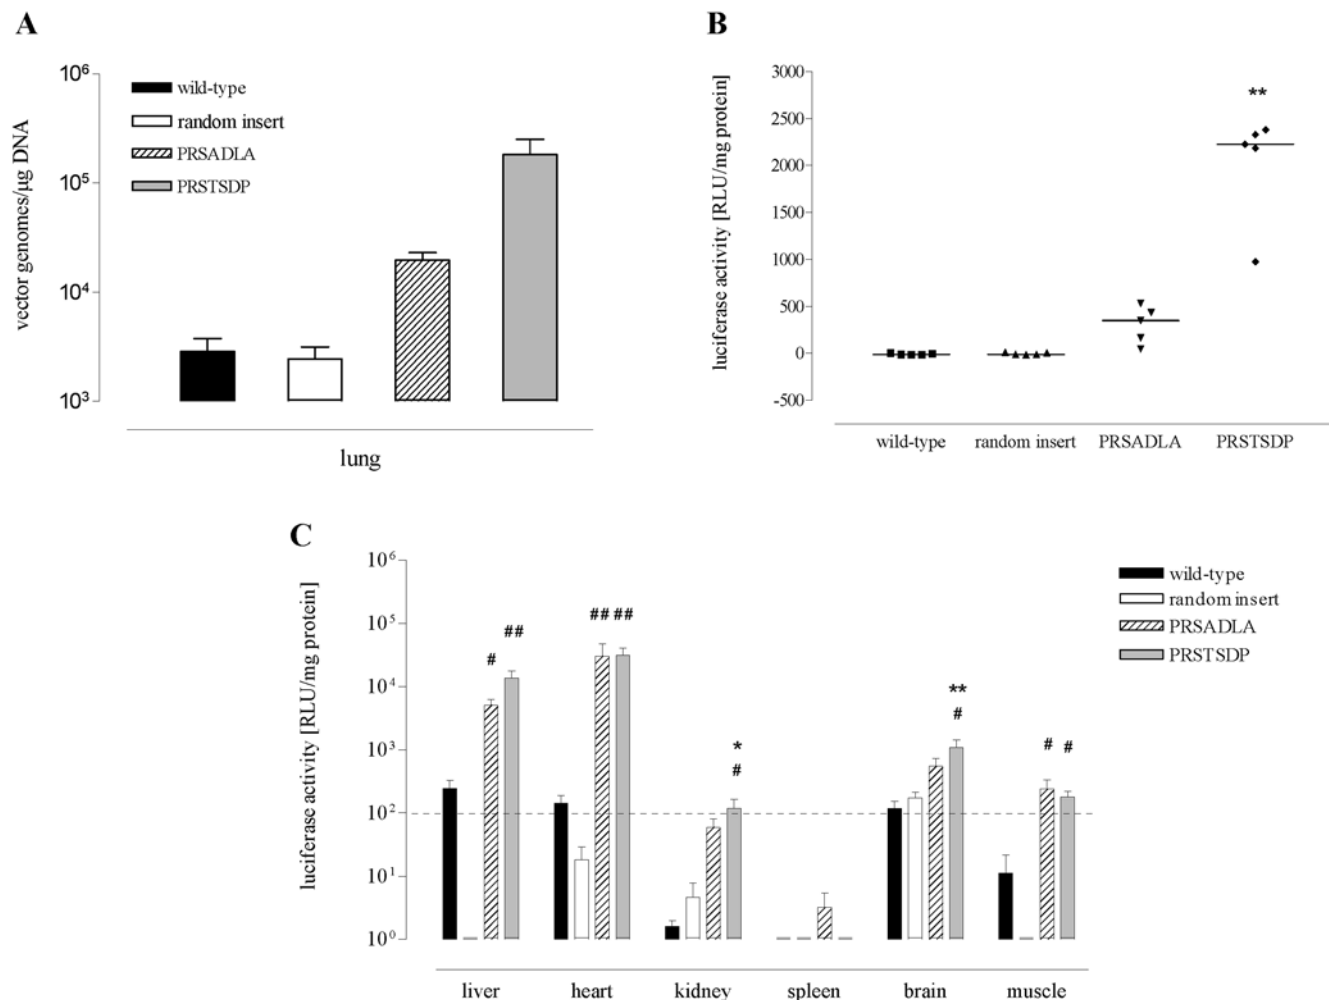 A
vector genomes/µg DNA
10⁶
10⁵
10⁴
10³
wild-type
random insert
PRSADLA
PRSTSDP
lung
B
luciferase activity [RLU/mg protein]
3000
2500
2000
1500
1000
500
0
-500
**
wild-type random insert PRSADLA PRSTSDP
C
luciferase activity [RLU/mg protein]
10⁶
10⁵
10⁴
10³
10²
10¹
10⁰
# ##
## ##
*
#
**
#
# #
wild-type
random insert
PRSADLA
PRSTSDP
liver heart kidney spleen brain muscle